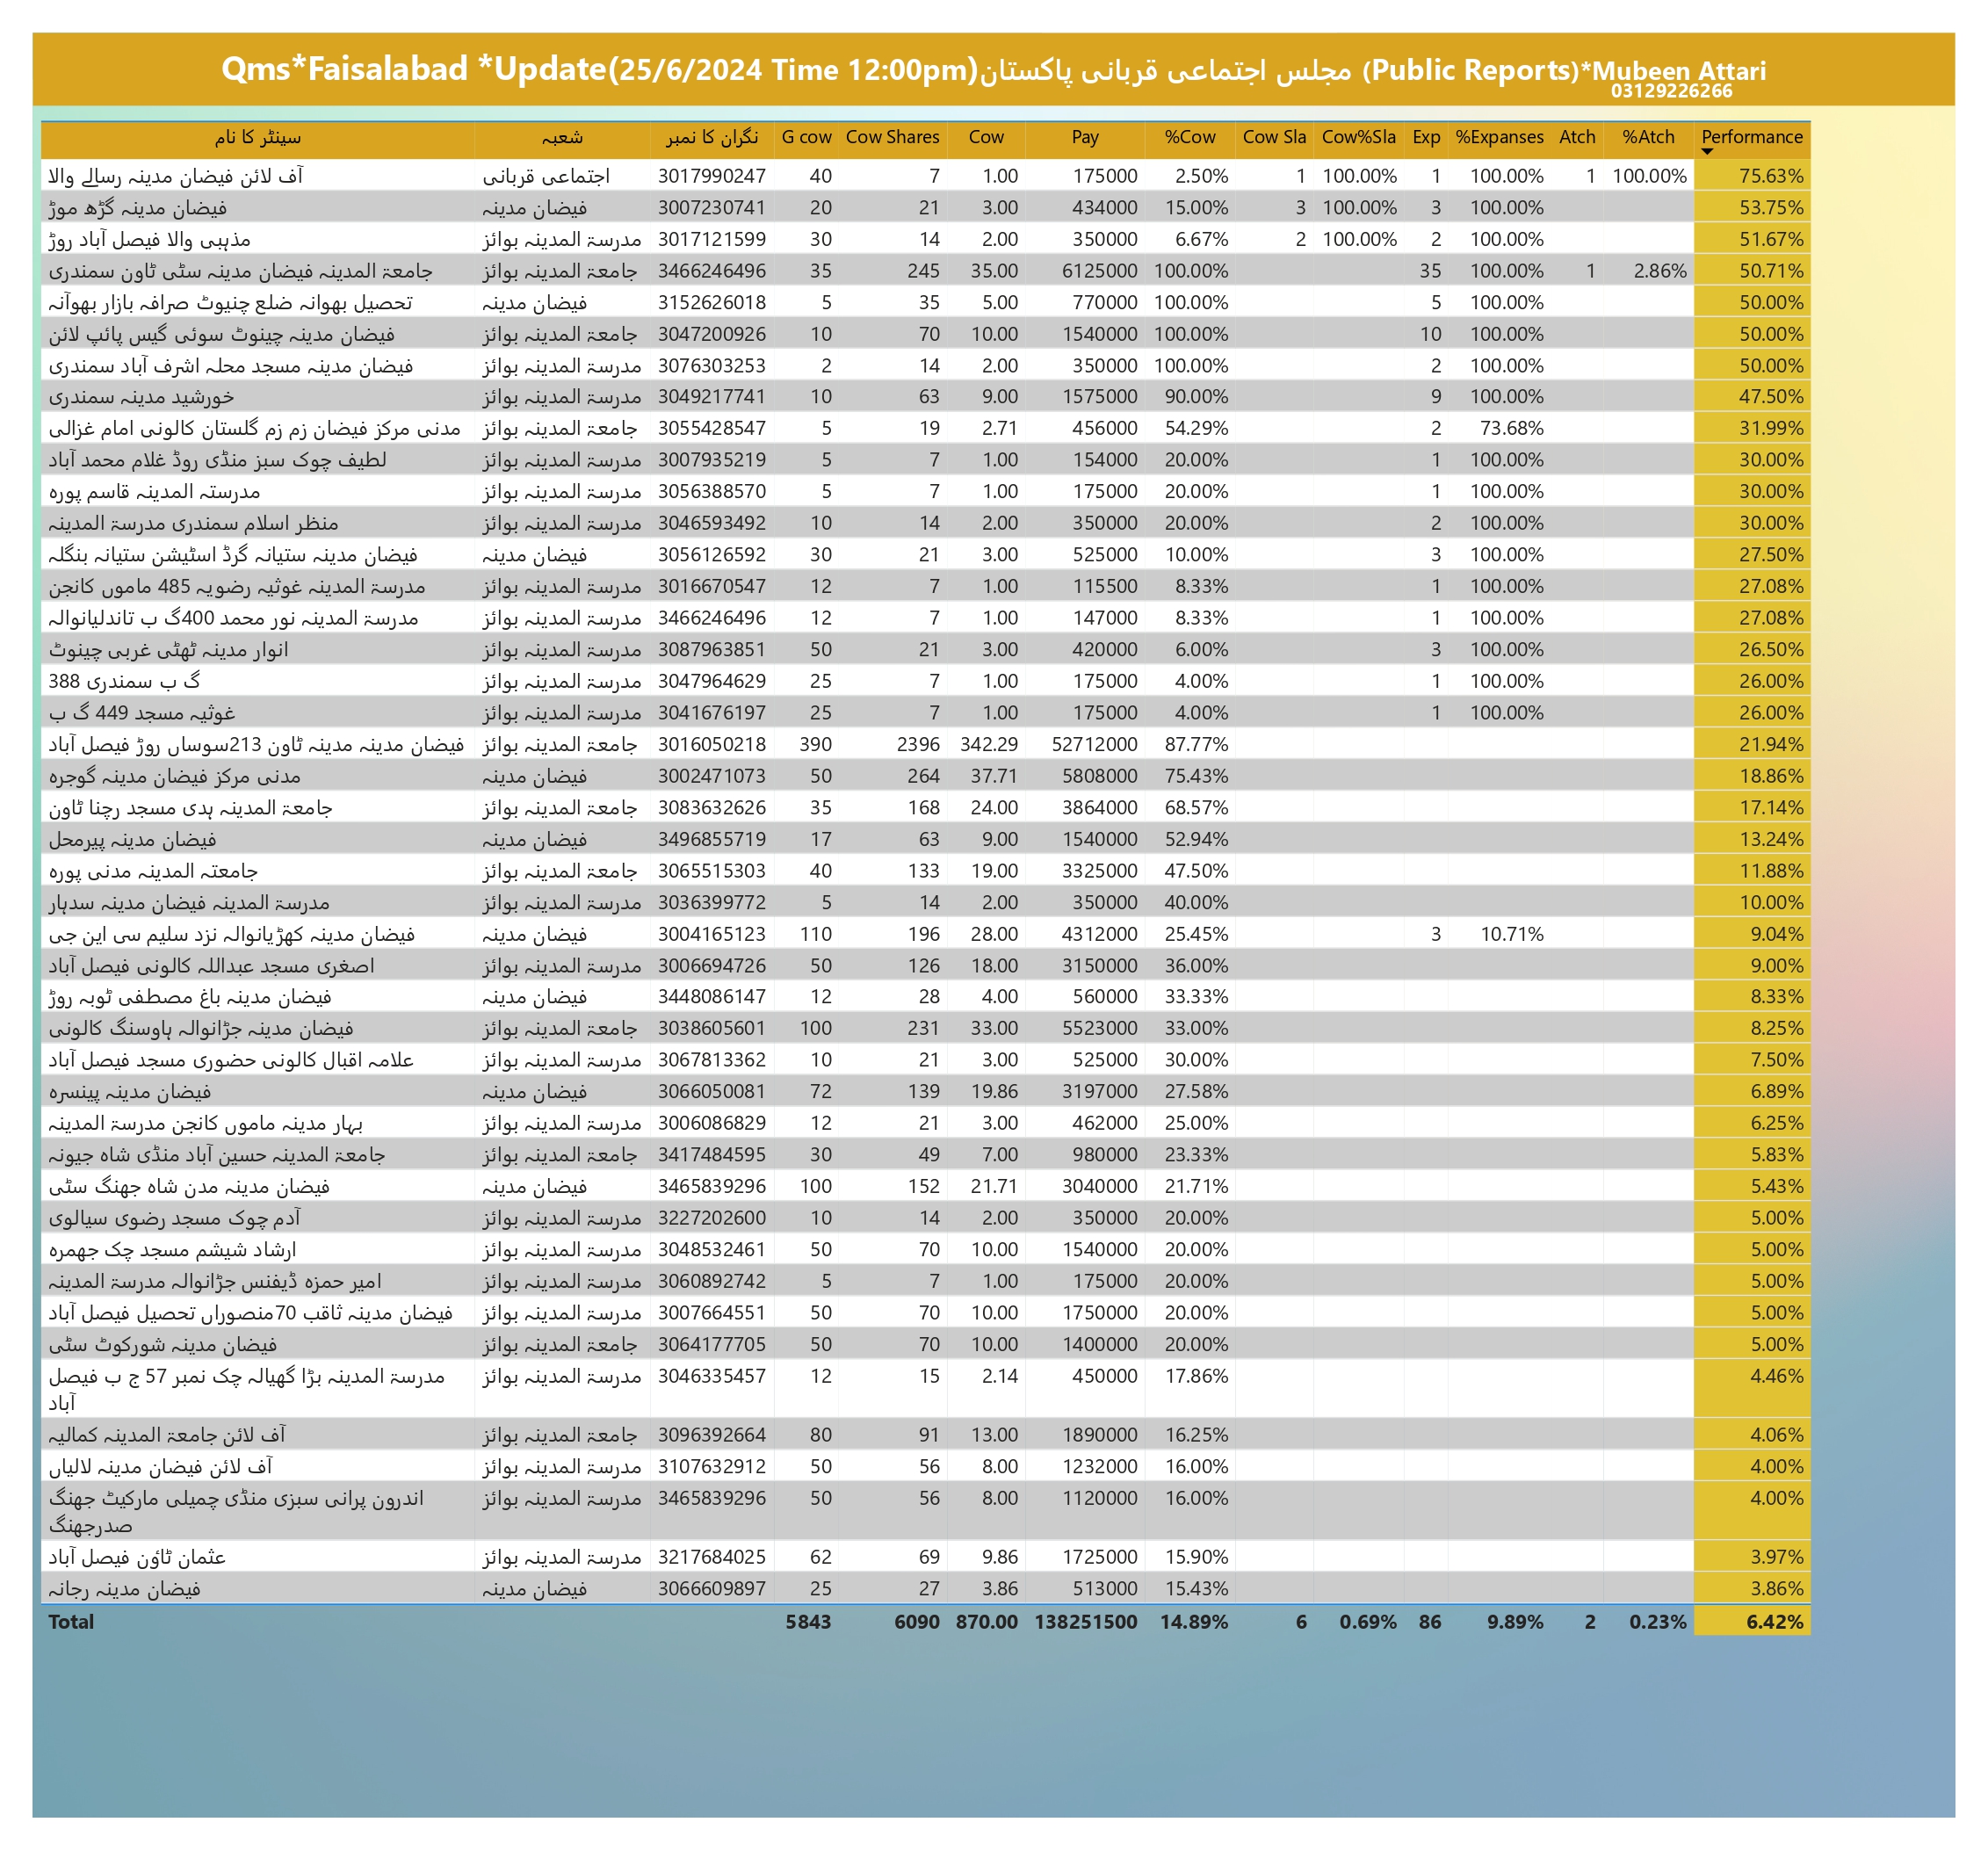 Qms*Faisalabad *Update(25/6/2024 Time 12:00pm)مجلس اجتماعی قربانی پاکستان (Public Reports)*Mubeen Attari
03129226266
سینٹر کا نام شعبہ نگران کا نمبر G cow Cow Shares Cow Pay %Cow Cow Sla Cow%Sla Exp %Expanses Atch %Atch Performance
آف لائن فیضان مدینہ رسالے والا اجتماعی قربانی 3017990247 40 7 1.00 175000 2.50% 1 100.00% 1 100.00% 1 100.00% 75.63%
فیضان مدینہ گڑھ موڑ فیضان مدینہ 3007230741 20 21 3.00 434000 15.00% 3 100.00% 3 100.00% 53.75%
مذہبی والا فیصل آباد روڑ مدرسۃ المدینہ بوائز 3017121599 30 14 2.00 350000 6.67% 2 100.00% 2 100.00% 51.67%
جامعۃ المدینہ فیضان مدینہ سٹی ٹاون سمندری جامعۃ المدینہ بوائز 3466246496 35 245 35.00 6125000 100.00% 35 100.00% 1 2.86% 50.71%
تحصیل بھوانہ ضلع چنیوٹ صرافہ بازار بھوآنہ فیضان مدینہ 3152626018 5 35 5.00 770000 100.00% 5 100.00% 50.00%
فیضان مدینہ چینوٹ سوئی گیس پائپ لائن جامعۃ المدینہ بوائز 3047200926 10 70 10.00 1540000 100.00% 10 100.00% 50.00%
فیضان مدینہ مسجد محلہ اشرف آباد سمندری مدرسۃ المدینہ بوائز 3076303253 2 14 2.00 350000 100.00% 2 100.00% 50.00%
خورشید مدینہ سمندری مدرسۃ المدینہ بوائز 3049217741 10 63 9.00 1575000 90.00% 9 100.00% 47.50%
مدنی مرکز فیضان زم زم گلستان کالونی امام غزالی جامعۃ المدینہ بوائز 3055428547 5 19 2.71 456000 54.29% 2 73.68% 31.99%
لطیف چوک سبز منڈی روڈ غلام محمد آباد مدرسۃ المدینہ بوائز 3007935219 5 7 1.00 154000 20.00% 1 100.00% 30.00%
مدرستہ المدینہ قاسم پورہ مدرسۃ المدینہ بوائز 3056388570 5 7 1.00 175000 20.00% 1 100.00% 30.00%
منظر اسلام سمندری مدرسۃ المدینہ مدرسۃ المدینہ بوائز 3046593492 10 14 2.00 350000 20.00% 2 100.00% 30.00%
فیضان مدینہ ستیانہ گرڈ اسٹیشن ستیانہ بنگلہ فیضان مدینہ 3056126592 30 21 3.00 525000 10.00% 3 100.00% 27.50%
مدرسۃ المدینہ غوثیہ رضویہ 485 ماموں کانجن مدرسۃ المدینہ بوائز 3016670547 12 7 1.00 115500 8.33% 1 100.00% 27.08%
مدرسۃ المدینہ نور محمد 400گ ب تاندلیانوالہ مدرسۃ المدینہ بوائز 3466246496 12 7 1.00 147000 8.33% 1 100.00% 27.08%
انوار مدینہ ٹھٹی غربی چینوٹ مدرسۃ المدینہ بوائز 3087963851 50 21 3.00 420000 6.00% 3 100.00% 26.50%
388 گ ب سمندری مدرسۃ المدینہ بوائز 3047964629 25 7 1.00 175000 4.00% 1 100.00% 26.00%
غوثیہ مسجد 449 گ ب مدرسۃ المدینہ بوائز 3041676197 25 7 1.00 175000 4.00% 1 100.00% 26.00%
فیضان مدینہ مدینہ ٹاون 213سوساں روڑ فیصل آباد جامعۃ المدینہ بوائز 3016050218 390 2396 342.29 52712000 87.77% 21.94%
مدنی مرکز فیضان مدینہ گوجرہ فیضان مدینہ 3002471073 50 264 37.71 5808000 75.43% 18.86%
جامعۃ المدینہ ہدی مسجد رچنا ٹاون جامعۃ المدینہ بوائز 3083632626 35 168 24.00 3864000 68.57% 17.14%
فیضان مدینہ پیرمحل فیضان مدینہ 3496855719 17 63 9.00 1540000 52.94% 13.24%
جامعتہ المدینہ مدنی پورہ جامعۃ المدینہ بوائز 3065515303 40 133 19.00 3325000 47.50% 11.88%
مدرسۃ المدینہ فیضان مدینہ سدہار مدرسۃ المدینہ بوائز 3036399772 5 14 2.00 350000 40.00% 10.00%
فیضان مدینہ کھڑیانوالہ نزد سلیم سی این جی فیضان مدینہ 3004165123 110 196 28.00 4312000 25.45% 3 10.71% 9.04%
اصغری مسجد عبداللہ کالونی فیصل آباد مدرسۃ المدینہ بوائز 3006694726 50 126 18.00 3150000 36.00% 9.00%
فیضان مدینہ باغ مصطفی ٹوبہ روڑ فیضان مدینہ 3448086147 12 28 4.00 560000 33.33% 8.33%
فیضان مدینہ جڑانوالہ ہاوسنگ کالونی جامعۃ المدینہ بوائز 3038605601 100 231 33.00 5523000 33.00% 8.25%
علامہ اقبال کالونی حضوری مسجد فیصل آباد مدرسۃ المدینہ بوائز 3067813362 10 21 3.00 525000 30.00% 7.50%
فیضان مدینہ پینسرہ فیضان مدینہ 3066050081 72 139 19.86 3197000 27.58% 6.89%
بہار مدینہ ماموں کانجن مدرسۃ المدینہ مدرسۃ المدینہ بوائز 3006086829 12 21 3.00 462000 25.00% 6.25%
جامعۃ المدینہ حسین آباد منڈی شاہ جیونہ جامعۃ المدینہ بوائز 3417484595 30 49 7.00 980000 23.33% 5.83%
فیضان مدینہ مدن شاہ جھنگ سٹی فیضان مدینہ 3465839296 100 152 21.71 3040000 21.71% 5.43%
آدم چوک مسجد رضوی سیالوی مدرسۃ المدینہ بوائز 3227202600 10 14 2.00 350000 20.00% 5.00%
ارشاد شیشم مسجد چک جھمرہ مدرسۃ المدینہ بوائز 3048532461 50 70 10.00 1540000 20.00% 5.00%
امیر حمزہ ڈیفنس جڑانوالہ مدرسۃ المدینہ مدرسۃ المدینہ بوائز 3060892742 5 7 1.00 175000 20.00% 5.00%
فیضان مدینہ ثاقب 70منصوراں تحصیل فیصل آباد مدرسۃ المدینہ بوائز 3007664551 50 70 10.00 1750000 20.00% 5.00%
فیضان مدینہ شورکوٹ سٹی جامعۃ المدینہ بوائز 3064177705 50 70 10.00 1400000 20.00% 5.00%
مدرسۃ المدینہ بڑا گھیالہ چک نمبر 57 ج ب فیصل مدرسۃ المدینہ بوائز 3046335457 12 15 2.14 450000 17.86% 4.46%
آباد
آف لائن جامعۃ المدینہ کمالیہ جامعۃ المدینہ بوائز 3096392664 80 91 13.00 1890000 16.25% 4.06%
آف لائن فیضان مدینہ لالیاں مدرسۃ المدینہ بوائز 3107632912 50 56 8.00 1232000 16.00% 4.00%
اندرون پرانی سبزی منڈی چمیلی مارکیٹ جھنگ مدرسۃ المدینہ بوائز 3465839296 50 56 8.00 1120000 16.00% 4.00%
صدرجھنگ
عثمان ٹاؤن فیصل آباد مدرسۃ المدینہ بوائز 3217684025 62 69 9.86 1725000 15.90% 3.97%
فیضان مدینہ رجانہ فیضان مدینہ 3066609897 25 27 3.86 513000 15.43% 3.86%
Total 5843 6090 870.00 138251500 14.89% 6 0.69% 86 9.89% 2 0.23% 6.42%